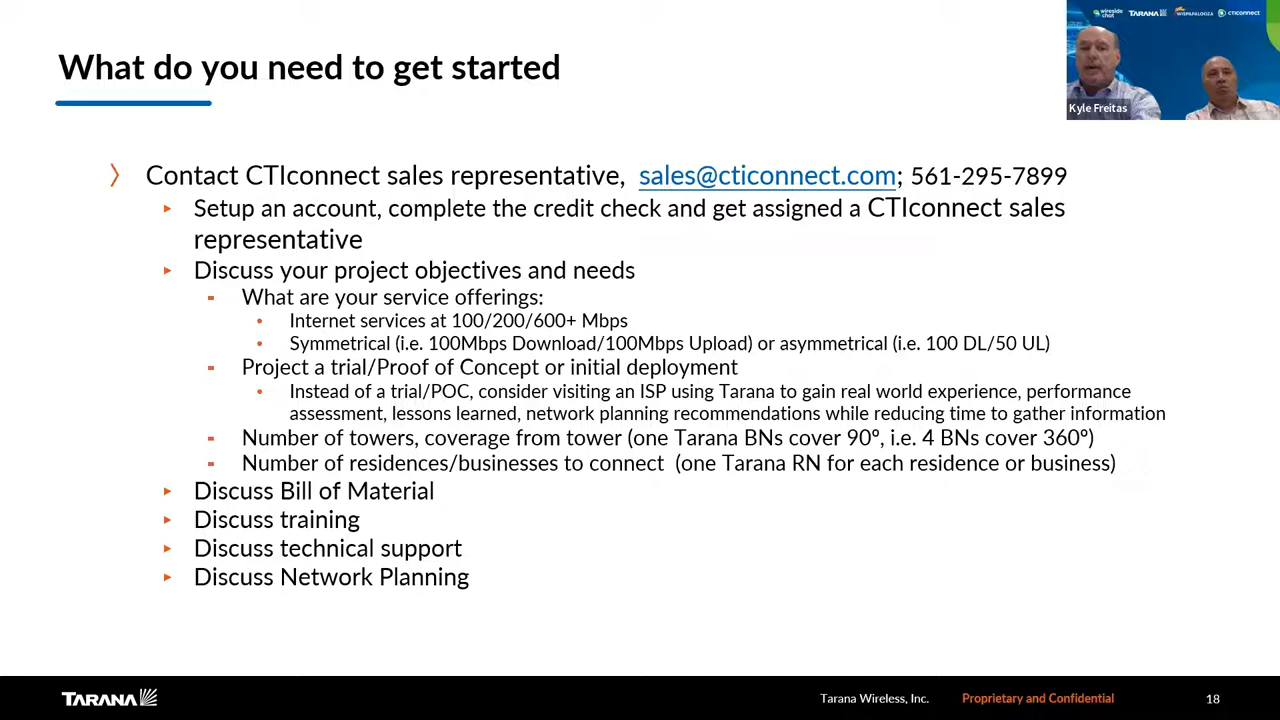 wireside chat TARANA WISPAPALOOZA CTICONNECT
What do you need to get started
Kyle Freitas
Contact CTIconnect sales representative, sales@cticonnect.com; 561-295-7899
Setup an account, complete the credit check and get assigned a CTIconnect sales
representative
Discuss your project objectives and needs
What are your service offerings:
Internet services at 100/200/600+ Mbps
Symmetrical (i.e. 100Mbps Download/100Mbps Upload) or asymmetrical (i.e. 100 DL/50 UL)
Project a trial/Proof of Concept or initial deployment
Instead of a trial/POC, consider visiting an ISP using Tarana to gain real world experience, performance
assessment, lessons learned, network planning recommendations while reducing time to gather information
Number of towers, coverage from tower (one Tarana BNs cover 90º, i.e. 4 BNs cover 360º)
Number of residences/businesses to connect (one Tarana RN for each residence or business)
Discuss Bill of Material
Discuss training
Discuss technical support
Discuss Network Planning
TARANA
Tarana Wireless, Inc.
Proprietary and Confidential
18